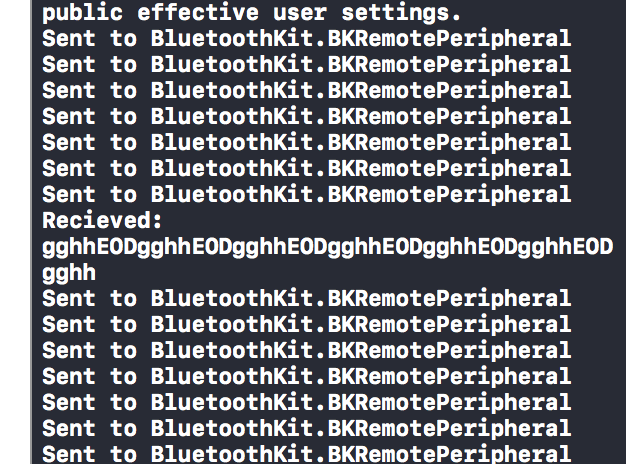 public effective user settings.
Sent to BluetoothKit.BKRemotePeripheral
Sent to BluetoothKit.BKRemotePeripheral
Sent to BluetoothKit.BKRemotePeripheral
Sent to BluetoothKit.BKRemotePeripheral
Sent to BluetoothKit.BKRemotePeripheral
Sent to BluetoothKit.BKRemotePeripheral
Sent to BluetoothKit.BKRemotePeripheral
Recieved:
gghhEODgghhEODgghhEODgghhEODgghhEODgghhEOD
gghh
Sent to BluetoothKit.BKRemotePeripheral
Sent to BluetoothKit.BKRemotePeripheral
Sent to BluetoothKit.BKRemotePeripheral
Sent to BluetoothKit.BKRemotePeripheral
Sent to BluetoothKit.BKRemotePeripheral
Sent to BluetoothKit.BKRemotePeripheral
Sent to BluetoothKit.BKRemotePeripheral